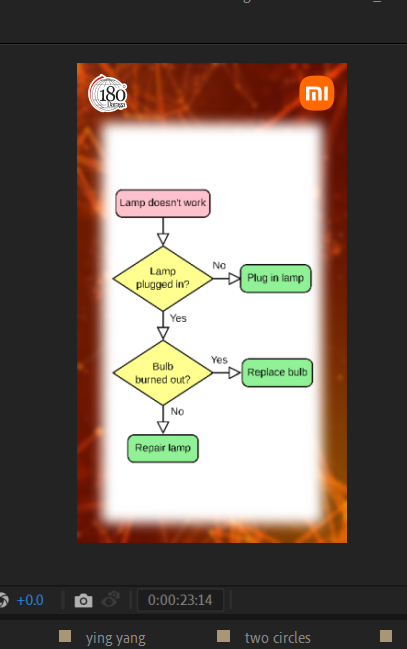 180
Daraga
mi
Lamp doesn't work
Lamp
plugged in?
No
Plug in lamp
Yes
Bulb
burned out?
Yes
Replace bulb
No
Repair lamp
+0.0
0:00:23:14
ying yang
two circles